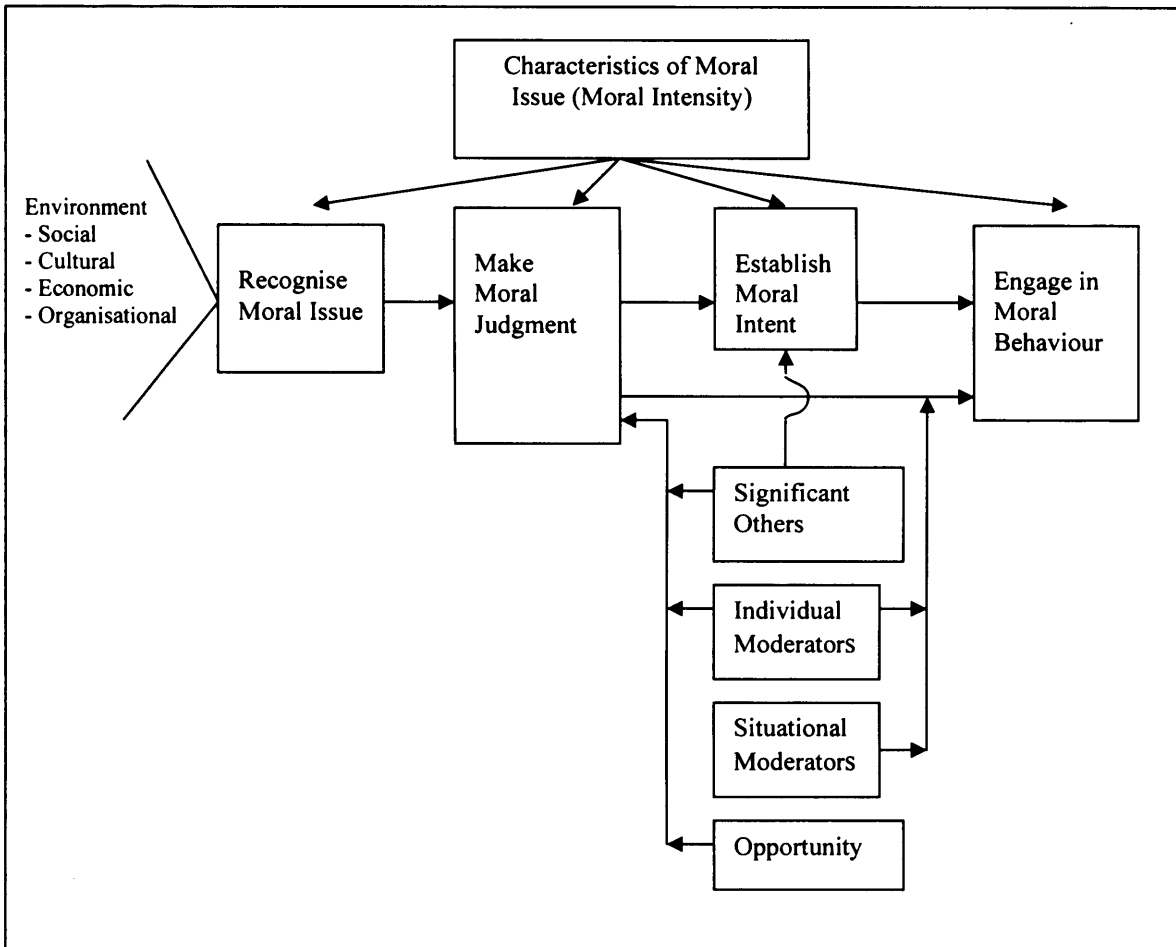 Characteristics of Moral
Issue (Moral Intensity)
Environment
- Social
- Cultural
- Economic
- Organisational
Recognise
Moral Issue
Make
Moral
Judgment
Establish
Moral
Intent
Engage in
Moral
Behaviour
Significant
Others
Individual
Moderators
Situational
Moderators
Opportunity